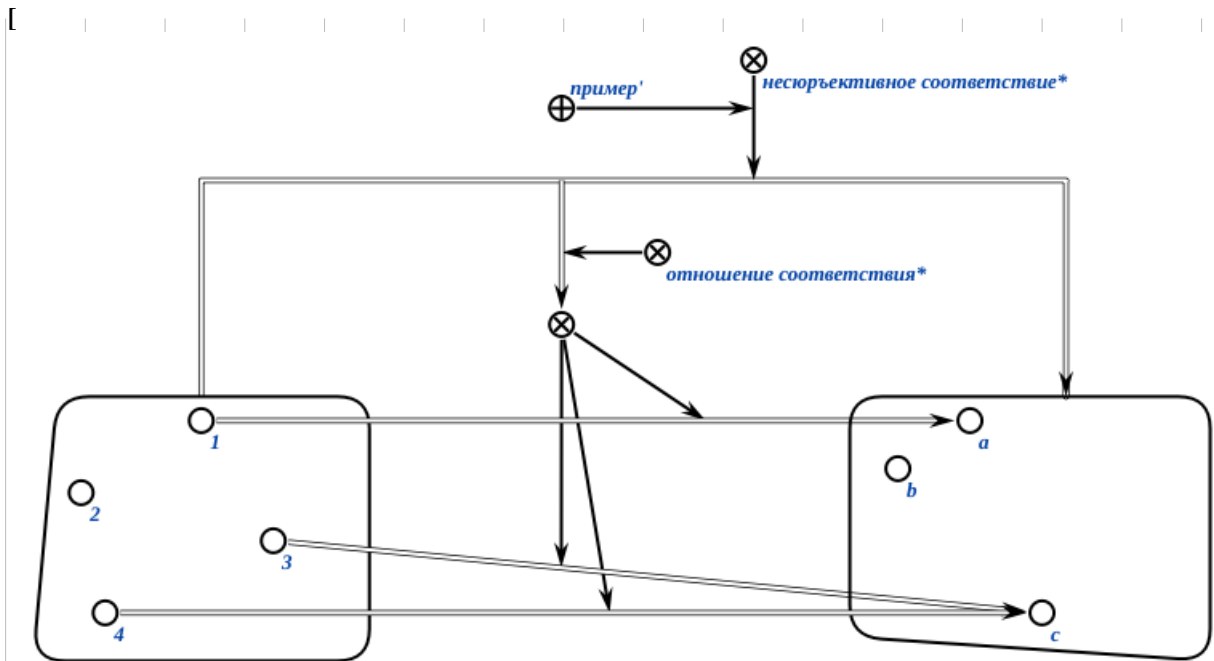 [
несюръективное соответствие*
пример'
отношение соответствия*
1
a
b
2
3
4
c